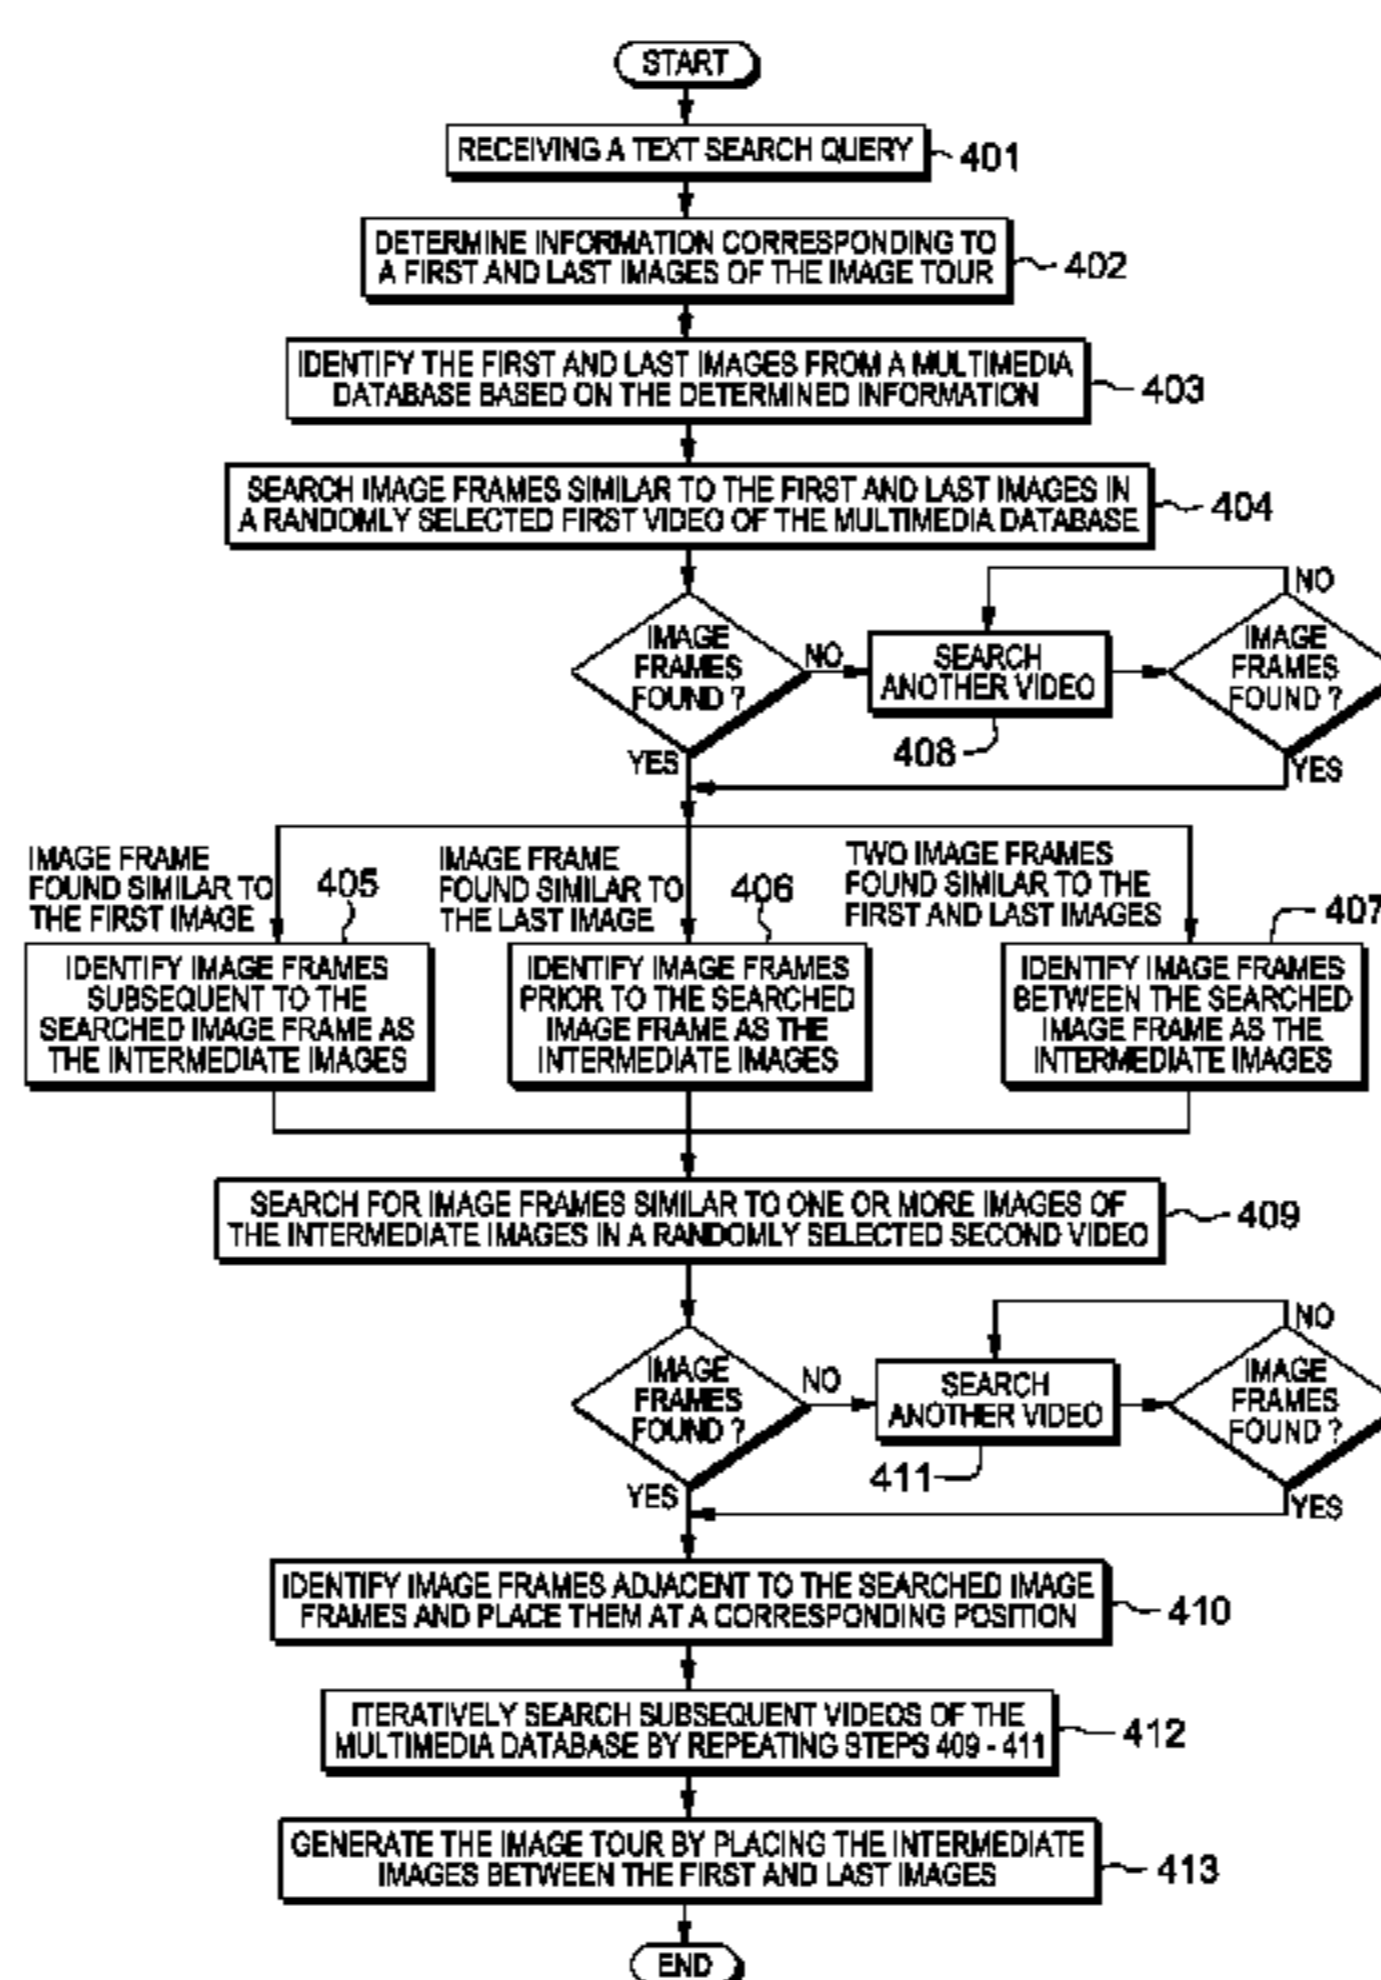 START
RECEIVING A TEXT SEARCH QUERY
401
DETERMINE INFORMATION CORRESPONDING TO
A FIRST AND LAST IMAGES OF THE IMAGE TOUR
402
IDENTIFY THE FIRST AND LAST IMAGES FROM A MULTIMEDIA
DATABASE BASED ON THE DETERMINED INFORMATION
403
SEARCH IMAGE FRAMES SIMILAR TO THE FIRST AND LAST IMAGES IN
A RANDOMLY SELECTED FIRST VIDEO OF THE MULTIMEDIA DATABASE
404
IMAGE
FRAMES
FOUND ?
NO
YES
SEARCH
ANOTHER VIDEO
408
IMAGE
FRAMES
FOUND ?
NO
YES
IMAGE FRAME
FOUND SIMILAR TO
THE FIRST IMAGE
405
IMAGE FRAME
FOUND SIMILAR TO
THE LAST IMAGE
406
TWO IMAGE FRAMES
FOUND SIMILAR TO THE
FIRST AND LAST IMAGES
407
IDENTIFY IMAGE FRAMES
SUBSEQUENT TO THE
SEARCHED IMAGE FRAME AS
THE INTERMEDIATE IMAGES
IDENTIFY IMAGE FRAMES
PRIOR TO THE SEARCHED
IMAGE FRAME AS THE
INTERMEDIATE IMAGES
IDENTIFY IMAGE FRAMES
BETWEEN THE SEARCHED
IMAGE FRAME AS THE
INTERMEDIATE IMAGES
SEARCH FOR IMAGE FRAMES SIMILAR TO ONE OR MORE IMAGES OF
THE INTERMEDIATE IMAGES IN A RANDOMLY SELECTED SECOND VIDEO
409
IMAGE
FRAMES
FOUND ?
NO
YES
SEARCH
ANOTHER VIDEO
411
IMAGE
FRAMES
FOUND ?
NO
YES
IDENTIFY IMAGE FRAMES ADJACENT TO THE SEARCHED IMAGE
FRAMES AND PLACE THEM AT A CORRESPONDING POSITION
410
ITERATIVELY SEARCH SUBSEQUENT VIDEOS OF THE
MULTIMEDIA DATABASE BY REPEATING STEPS 409 - 411
412
GENERATE THE IMAGE TOUR BY PLACING THE INTERMEDIATE
IMAGES BETWEEN THE FIRST AND LAST IMAGES
413
END